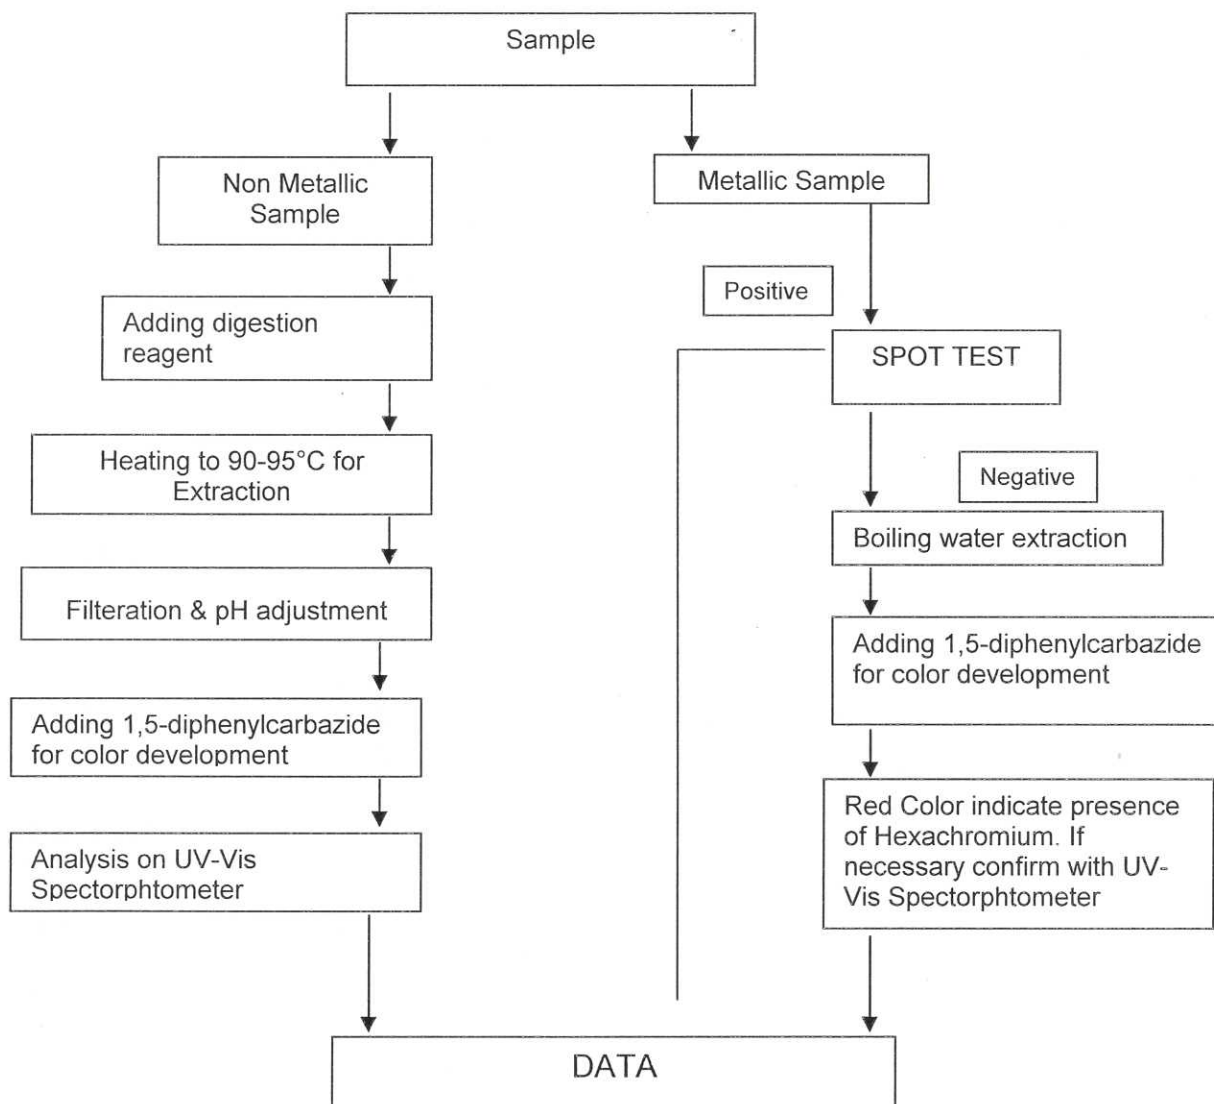 Sample
Non Metallic
Sample
Metallic Sample
Positive
Adding digestion
reagent
SPOT TEST
Heating to 90-95°C for
Extraction
Negative
Boiling water extraction
Filteration & pH adjustment
Adding 1,5-diphenylcarbazide
for color development
Adding 1,5-diphenylcarbazide
for color development
Red Color indicate presence
of Hexachromium. If
necessary confirm with UV-
Vis Spectorphtometer
Analysis on UV-Vis
Spectorphtometer
DATA